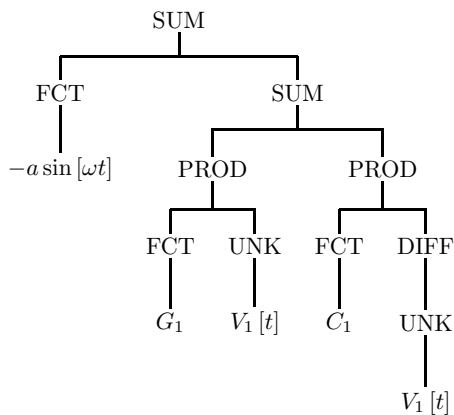 SUM
FCT SUM
−a sin [ωt] PROD PROD
FCT UNK FCT DIFF
G₁ V₁ [t] C₁ UNK
V₁ [t]